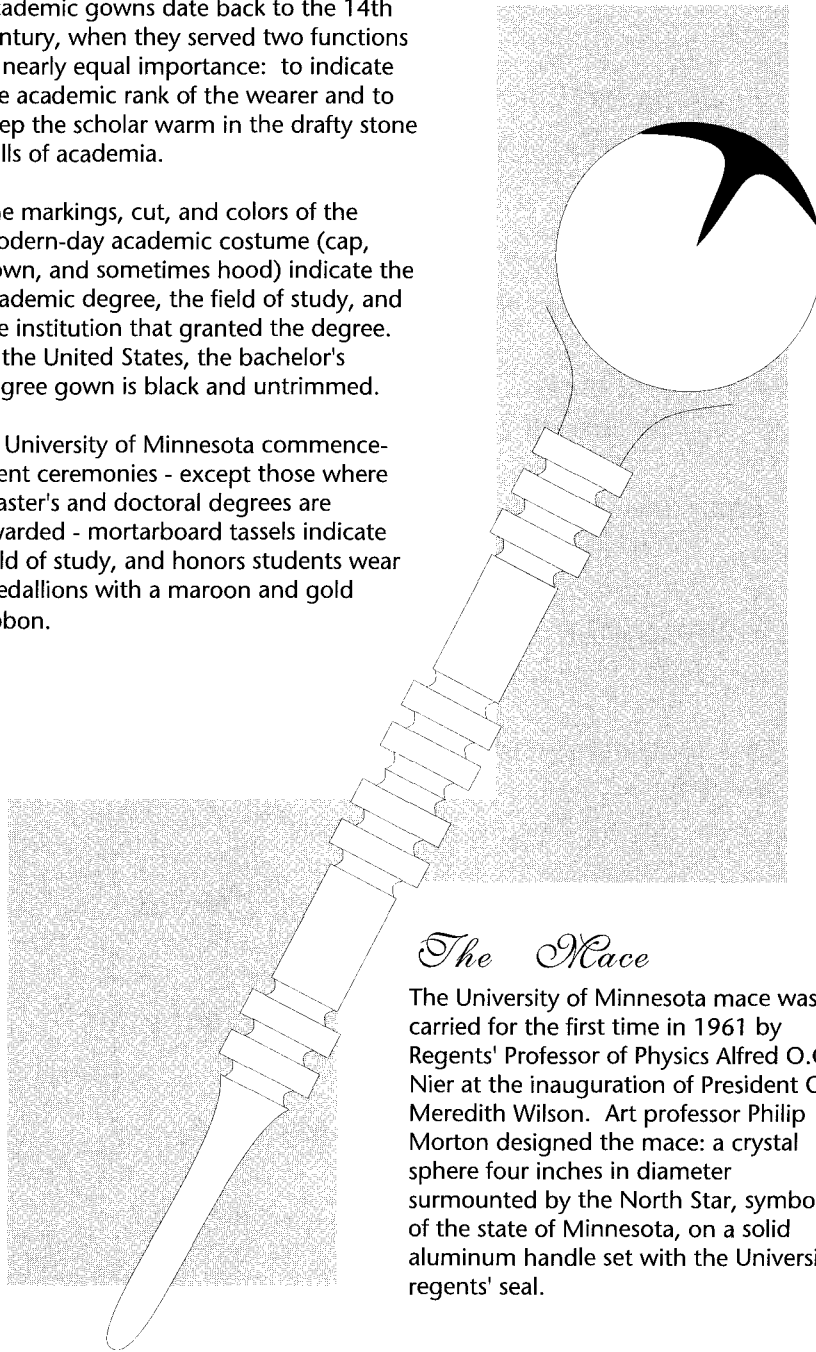 ademic gowns date back to the 14th
ntury, when they served two functions
nearly equal importance: to indicate
e academic rank of the wearer and to
ep the scholar warm in the drafty stone
lls of academia.
e markings, cut, and colors of the
odern-day academic costume (cap,
wn, and sometimes hood) indicate the
ademic degree, the field of study, and
e institution that granted the degree.
the United States, the bachelor's
gree gown is black and untrimmed.
University of Minnesota commence-
ent ceremonies - except those where
aster's and doctoral degrees are
warded - mortarboard tassels indicate
ld of study, and honors students wear
edallions with a maroon and gold
bon.
The Mace
The University of Minnesota mace was
carried for the first time in 1961 by
Regents' Professor of Physics Alfred O.
Nier at the inauguration of President
Meredith Wilson. Art professor Philip
Morton designed the mace: a crystal
sphere four inches in diameter
surmounted by the North Star, symbo
of the state of Minnesota, on a solid
aluminum handle set with the Universi
regents' seal.